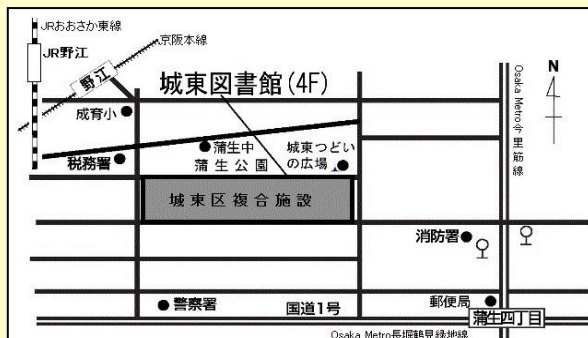 JRおおさか東線
京阪本線
JR野江
野江
城東図書館(4F)
N
成育小
Osaka Metro今里筋線
蒲生中
城東つどい
の広場
税務署
蒲生公園
城東区複合施設
消防署
警察署
国道1号
郵便局
蒲生四丁目
Osaka Metro長堀鶴見緑地線